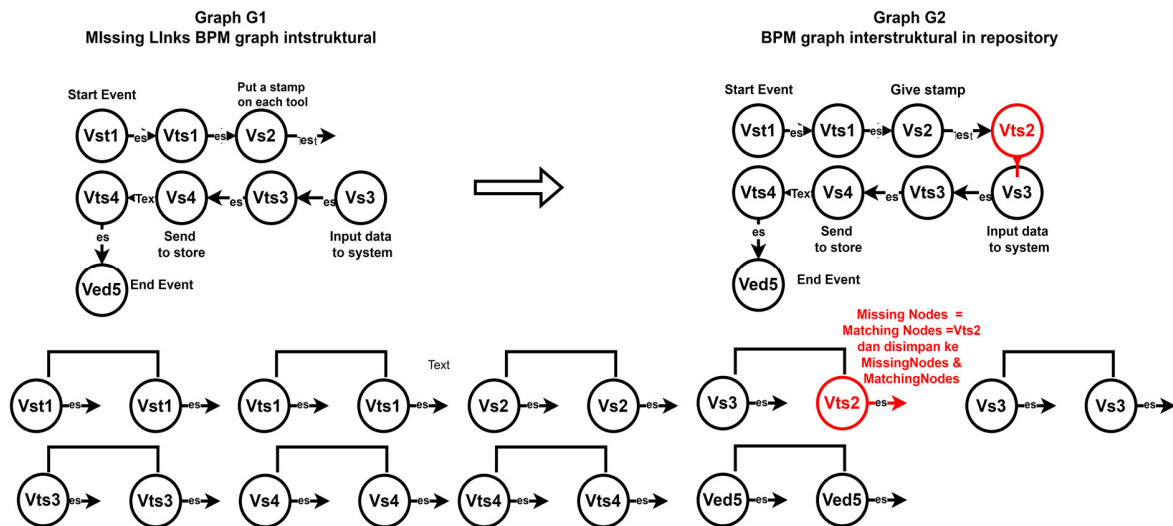 Graph G1
MIssing LInks BPM graph intstruktural
Graph G2
BPM graph interstruktural in repository
Start Event
Put a stamp
on each tool
Vst1
es
Vts1
es
Vs2
Vts4
Text
Vs4
es
Vts3
es
Vs3
es
Send
to store
Input data
to system
Ved5
End Event
Start Event
Give stamp
Vst1
es
Vts1
es
Vs2
Vts2
Vts4
Text
Vs4
es
Vts3
es
Vs3
es
Send
to store
Input data
to system
Ved5
End Event
Missing Nodes =
Matching Nodes =Vts2
dan disimpan ke
MissingNodes &
MatchingNodes
Text
Vst1
es
Vst1
es
Vts1
es
Vts1
es
Vs2
es
Vs2
es
Vs3
es
Vts2
es
Vs3
es
Vs3
es
Vts3
es
Vts3
es
Vs4
es
Vs4
es
Vts4
es
Vts4
es
Ved5
es
Ved5
es